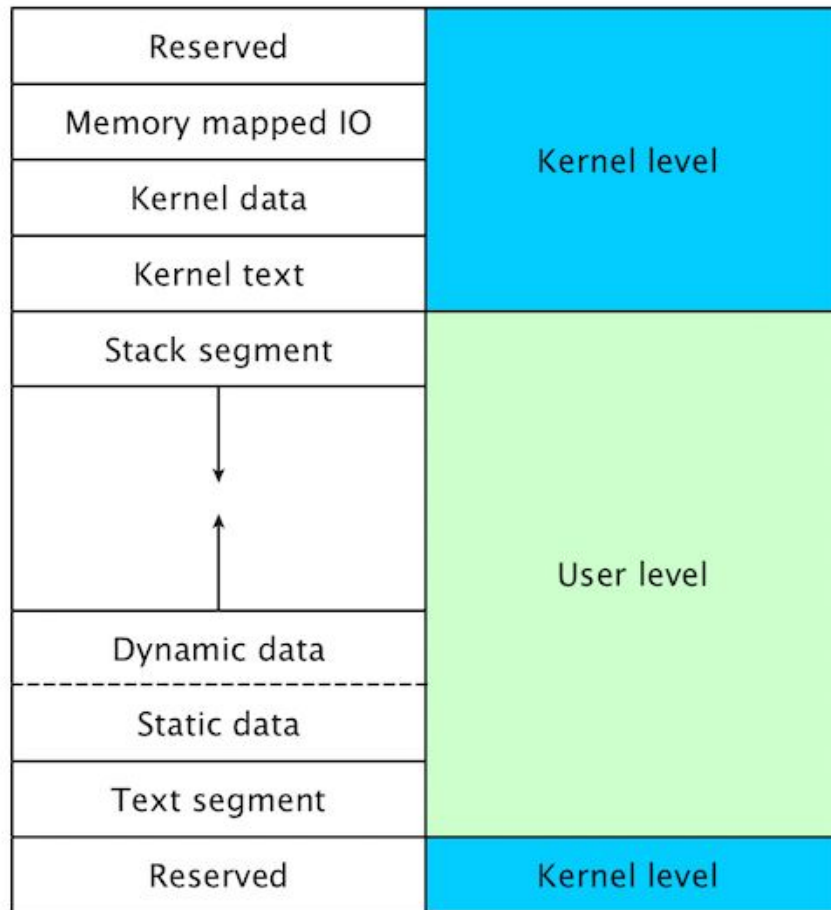 Reserved
Memory mapped IO
Kernel data
Kernel text
Kernel level
Stack segment
Dynamic data
Static data
Text segment
User level
Reserved
Kernel level